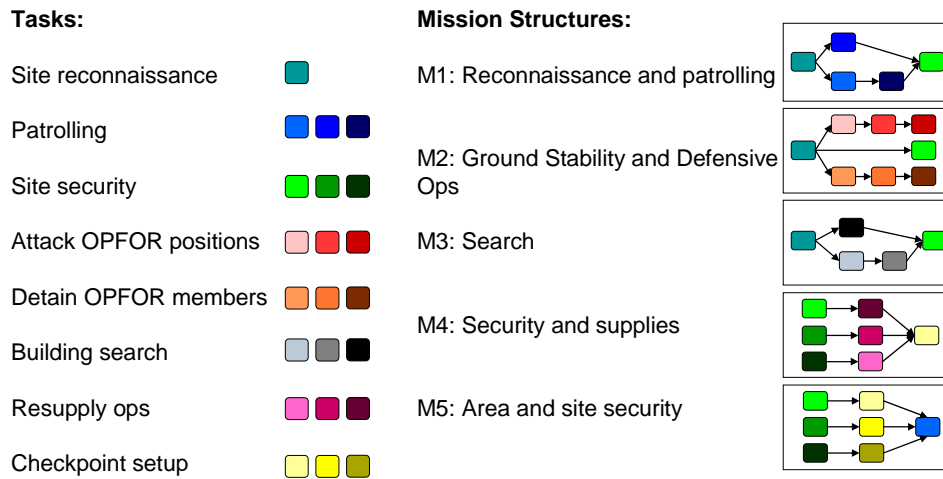 Tasks:
Site reconnaissance
Patrolling
Site security
Attack OPFOR positions
Detain OPFOR members
Building search
Resupply ops
Checkpoint setup
Mission Structures:
M1: Reconnaissance and patrolling
M2: Ground Stability and Defensive
Ops
M3: Search
M4: Security and supplies
M5: Area and site security